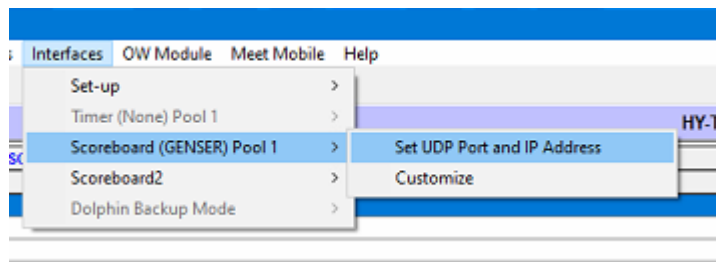 Interfaces OW Module Meet Mobile Help
Set-up
Timer (None) Pool 1
HY-T
Scoreboard (GENSER) Pool 1
Set UDP Port and IP Address
Scoreboard2
Customize
Dolphin Backup Mode